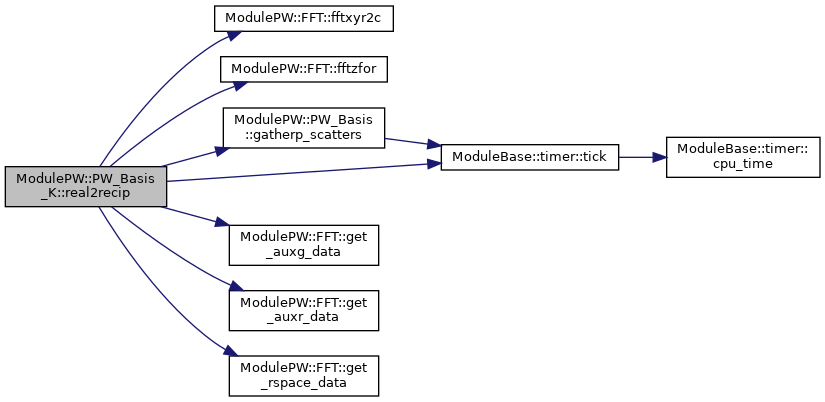 ModulePW::FFT::fftxyr2c
ModulePW::FFT::fftzfor
ModulePW::PW_Basis
::gatherp_scatters
ModuleBase::timer::tick
ModuleBase::timer::
cpu_time
ModulePW::PW_Basis
_K::real2recip
ModulePW::FFT::get
_auxg_data
ModulePW::FFT::get
_auxr_data
ModulePW::FFT::get
_rspace_data